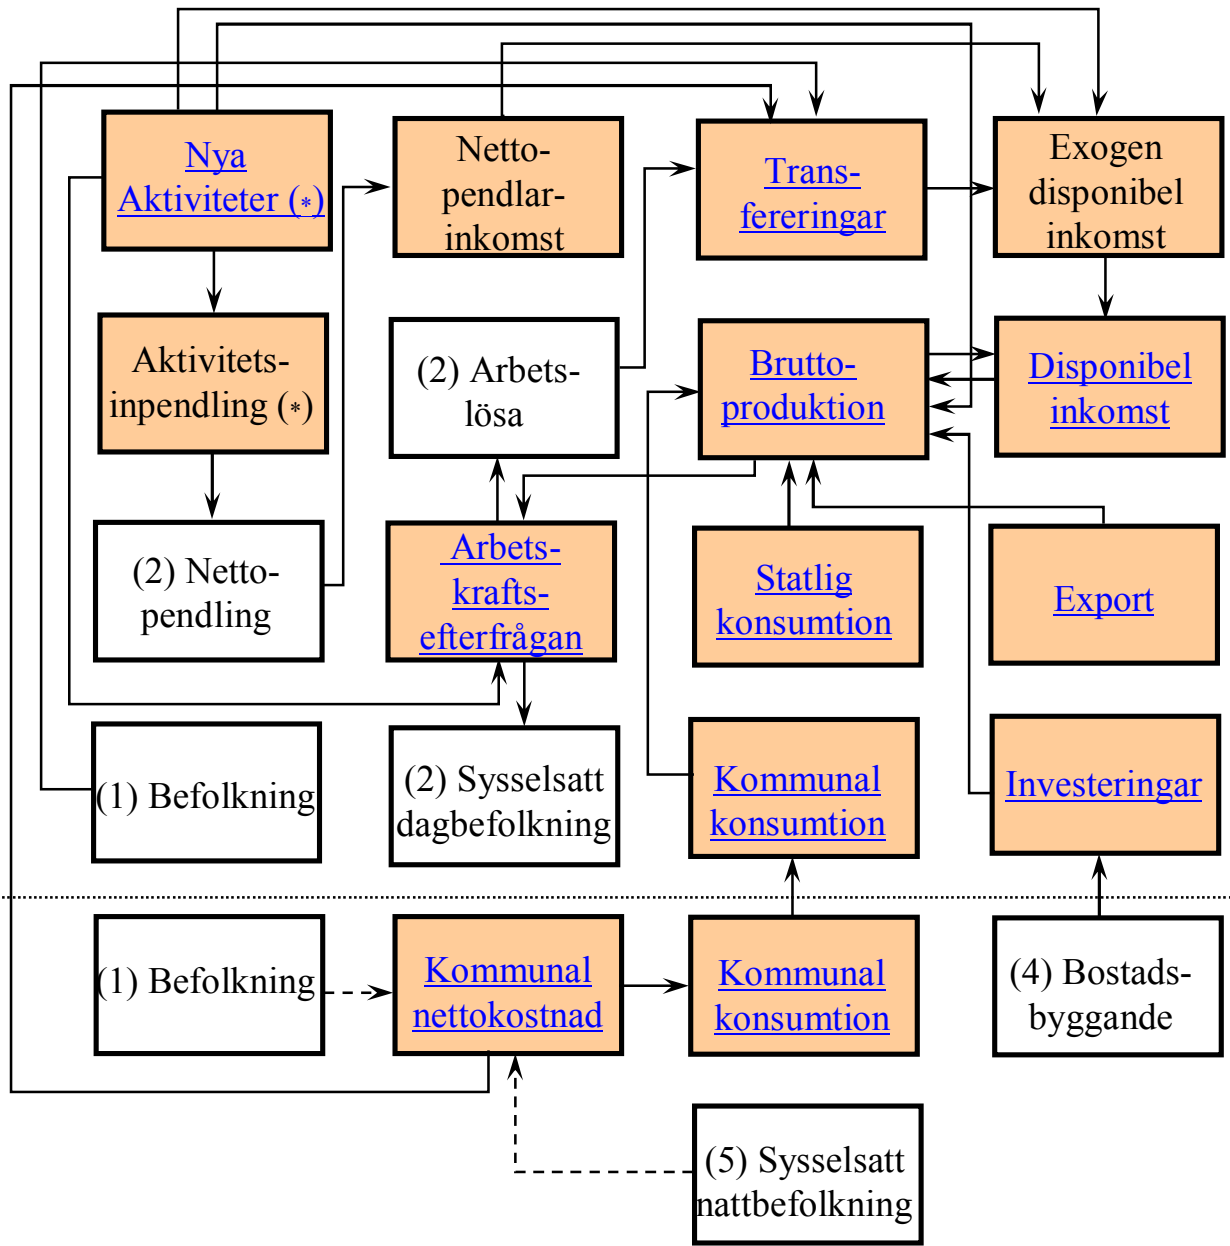 Nya
Aktiviteter (*)
Netto-
pendlar-
inkomst
Trans-
fereringar
Exogen
disponibel
inkomst
Aktivitets-
inpendling (*)
(2) Arbets-
lösa
Brutto-
produktion
Disponibel
inkomst
(2) Netto-
pendling
Arbets-
krafts-
efterfrågan
Statlig
konsumtion
Export
(1) Befolkning
(2) Sysselsatt
dagbefolkning
Kommunal
konsumtion
Investeringar
(1) Befolkning
Kommunal
nettokostnad
Kommunal
konsumtion
(4) Bostads-
byggande
(5) Sysselsatt
nattbefolkning